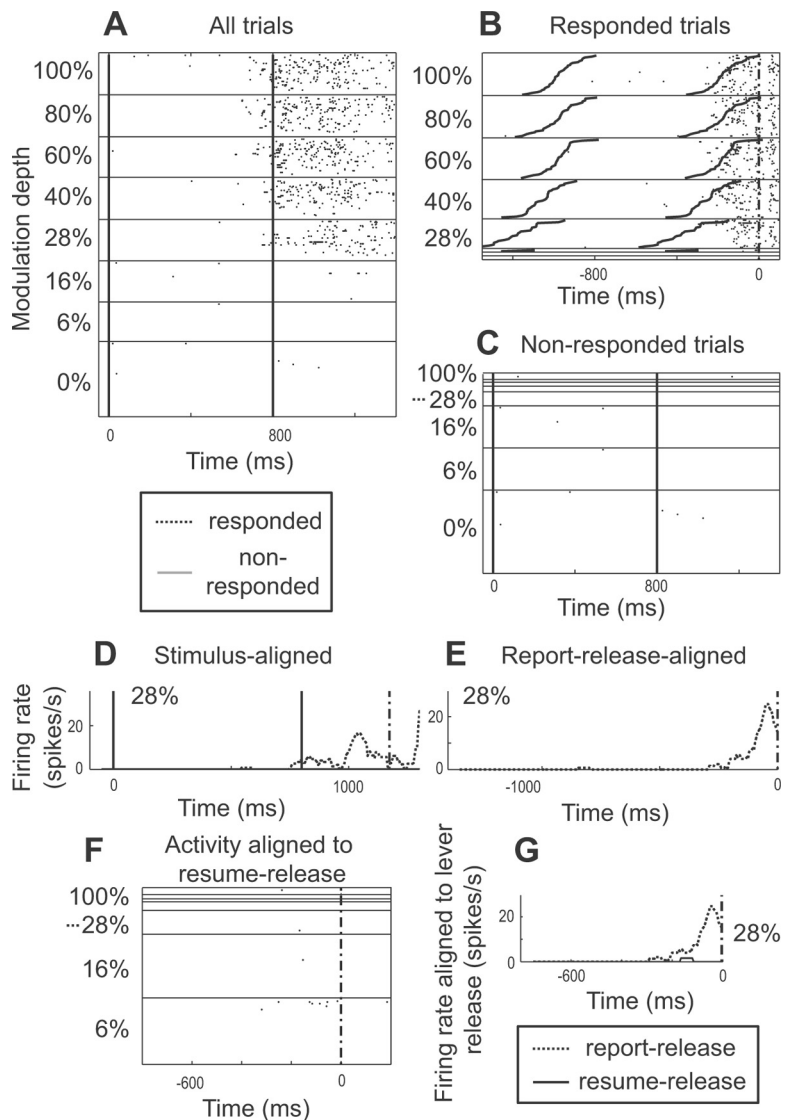 A
All trials
Modulation depth
100%
80%
60%
40%
28%
16%
6%
0%
0
800
Time (ms)
responded
non-
responded
B
Responded trials
100%
80%
60%
40%
28%
-800
0
Time (ms)
C
Non-responded trials
100%
...28%
16%
6%
0%
0
800
Time (ms)
D
Stimulus-aligned
Firing rate
(spikes/s)
20
0
28%
0
1000
Time (ms)
E
Report-release-aligned
28%
20
0
-1000
0
Time (ms)
F
Activity aligned to
resume-release
100%
...28%
16%
6%
-600
0
Time (ms)
G
Firing rate aligned to lever
release (spikes/s)
20
0
28%
-600
0
Time (ms)
report-release
resume-release